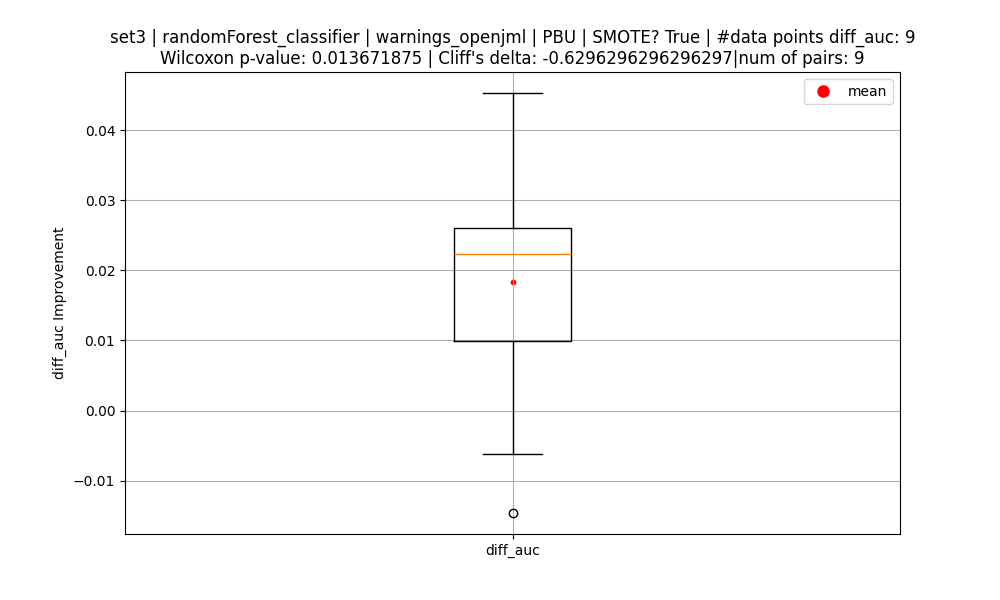 set3 | randomForest_classifier | warnings_openjml | PBU | SMOTE? True | #data points diff_auc: 9
Wilcoxon p-value: 0.013671875 | Cliff's delta: -0.6296296296296297|num of pairs: 9
mean
0.04
0.03
0.02
0.01
0.00
−0.01
diff_auc Improvement
diff_auc